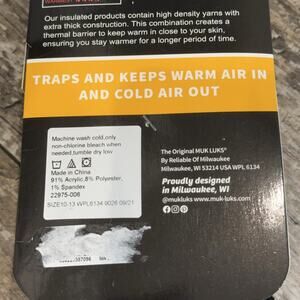 WARMEST
Our insulated products contain high density yarns with
extra thick construction. This combination creates a
thermal barrier to keep warm in close to your skin,
ensuring you stay warmer for a longer period of time.
TRAPS AND KEEPS WARM AIR IN
AND COLD AIR OUT
Machine wash cold,only
non-chlorine bleach when
needed,tumble dry low
Made in China
91% Acrylic,8% Polyester,
1% Spandex
22975-006
SIZE10-13 WPL6134 9026 09/21
The Original MUK LUKS®
By Reliable Of Milwaukee
Milwaukee, WI 53214 USA WPL 6134
Proudly designed
in Milwaukee, WI
@mukluks www.muk-luks.com